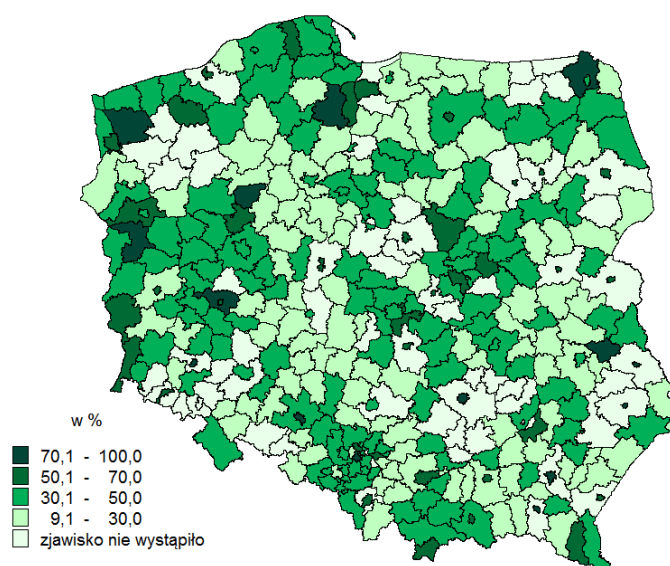 w %
70,1 - 100,0
50,1 - 70,0
30,1 - 50,0
9,1 - 30,0
zjawisko nie wystąpiło